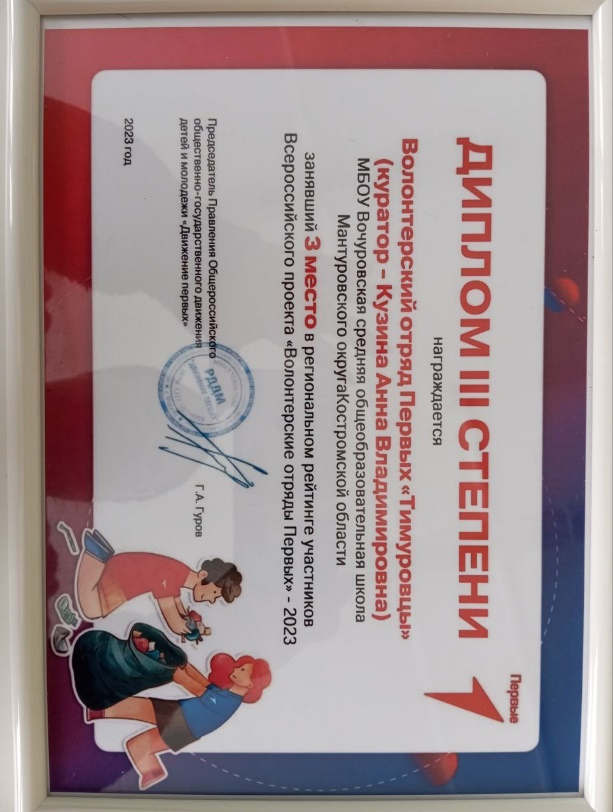 Первые
ДИПЛОМ III СТЕПЕНИ
награждается
Волонтерский отряд Первых «Тимуровцы»
(куратор – Кузина Анна Владимировна)
МБОУ Вочуровская средняя общеобразовательная школа
Мантуровского округаКостромской области
занявший 3 место в региональном рейтинге участников
Всероссийского проекта «Волонтерские отряды Первых» - 2023
Председатель Правления Общероссийского
общественно-государственного движения
детей и молодежи «Движение первых»
Г.А. Гуров
РДДМ
2023 год